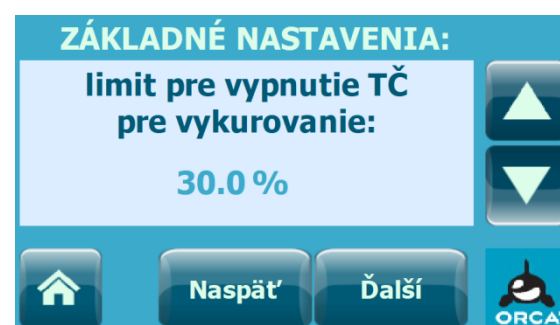 ZÁKLADNÉ NASTAVENIA:
limit pre vypnutie TČ
pre vykurovanie:
30.0 %
Naspäť
Ďalší
ORCA